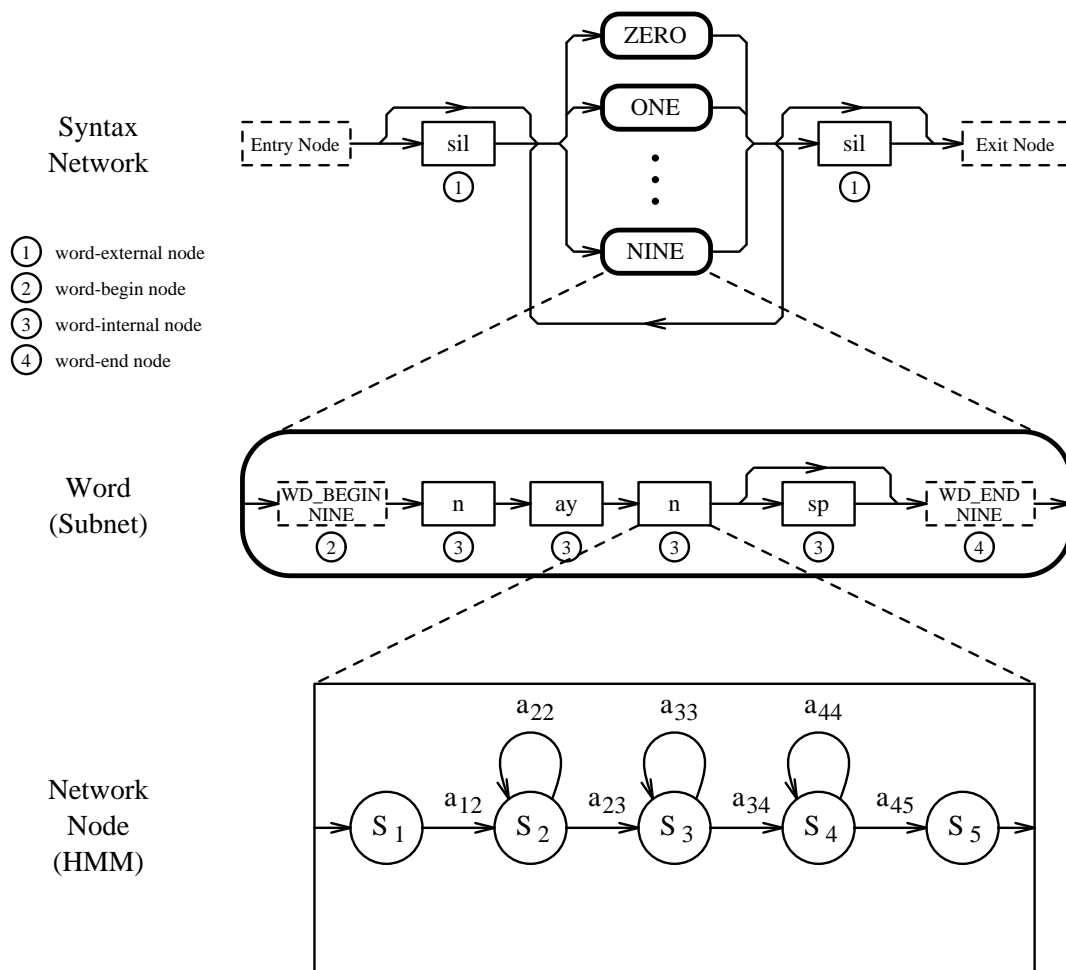 ZERO
ONE
Syntax
Network
Entry Node
sil
sil
Exit Node
1
1
NINE
1 word-external node
2 word-begin node
3 word-internal node
4 word-end node
Word
(Subnet)
WD_BEGIN
NINE
n
ay
n
sp
WD_END
NINE
2
3
3
3
3
4
Network
Node
(HMM)
a22
a33
a44
a12
a23
a34
a45
S1
S2
S3
S4
S5